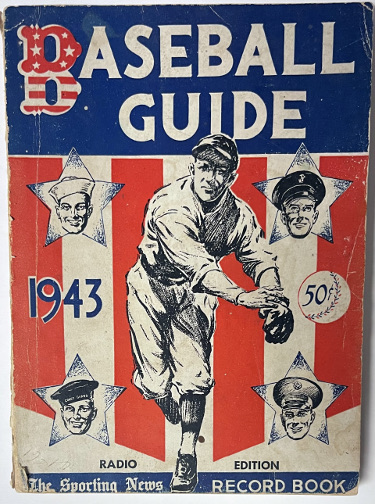 BASEBALL
GUIDE
1943
50¢
RADIO EDITION
The Sporting News RECORD BOOK